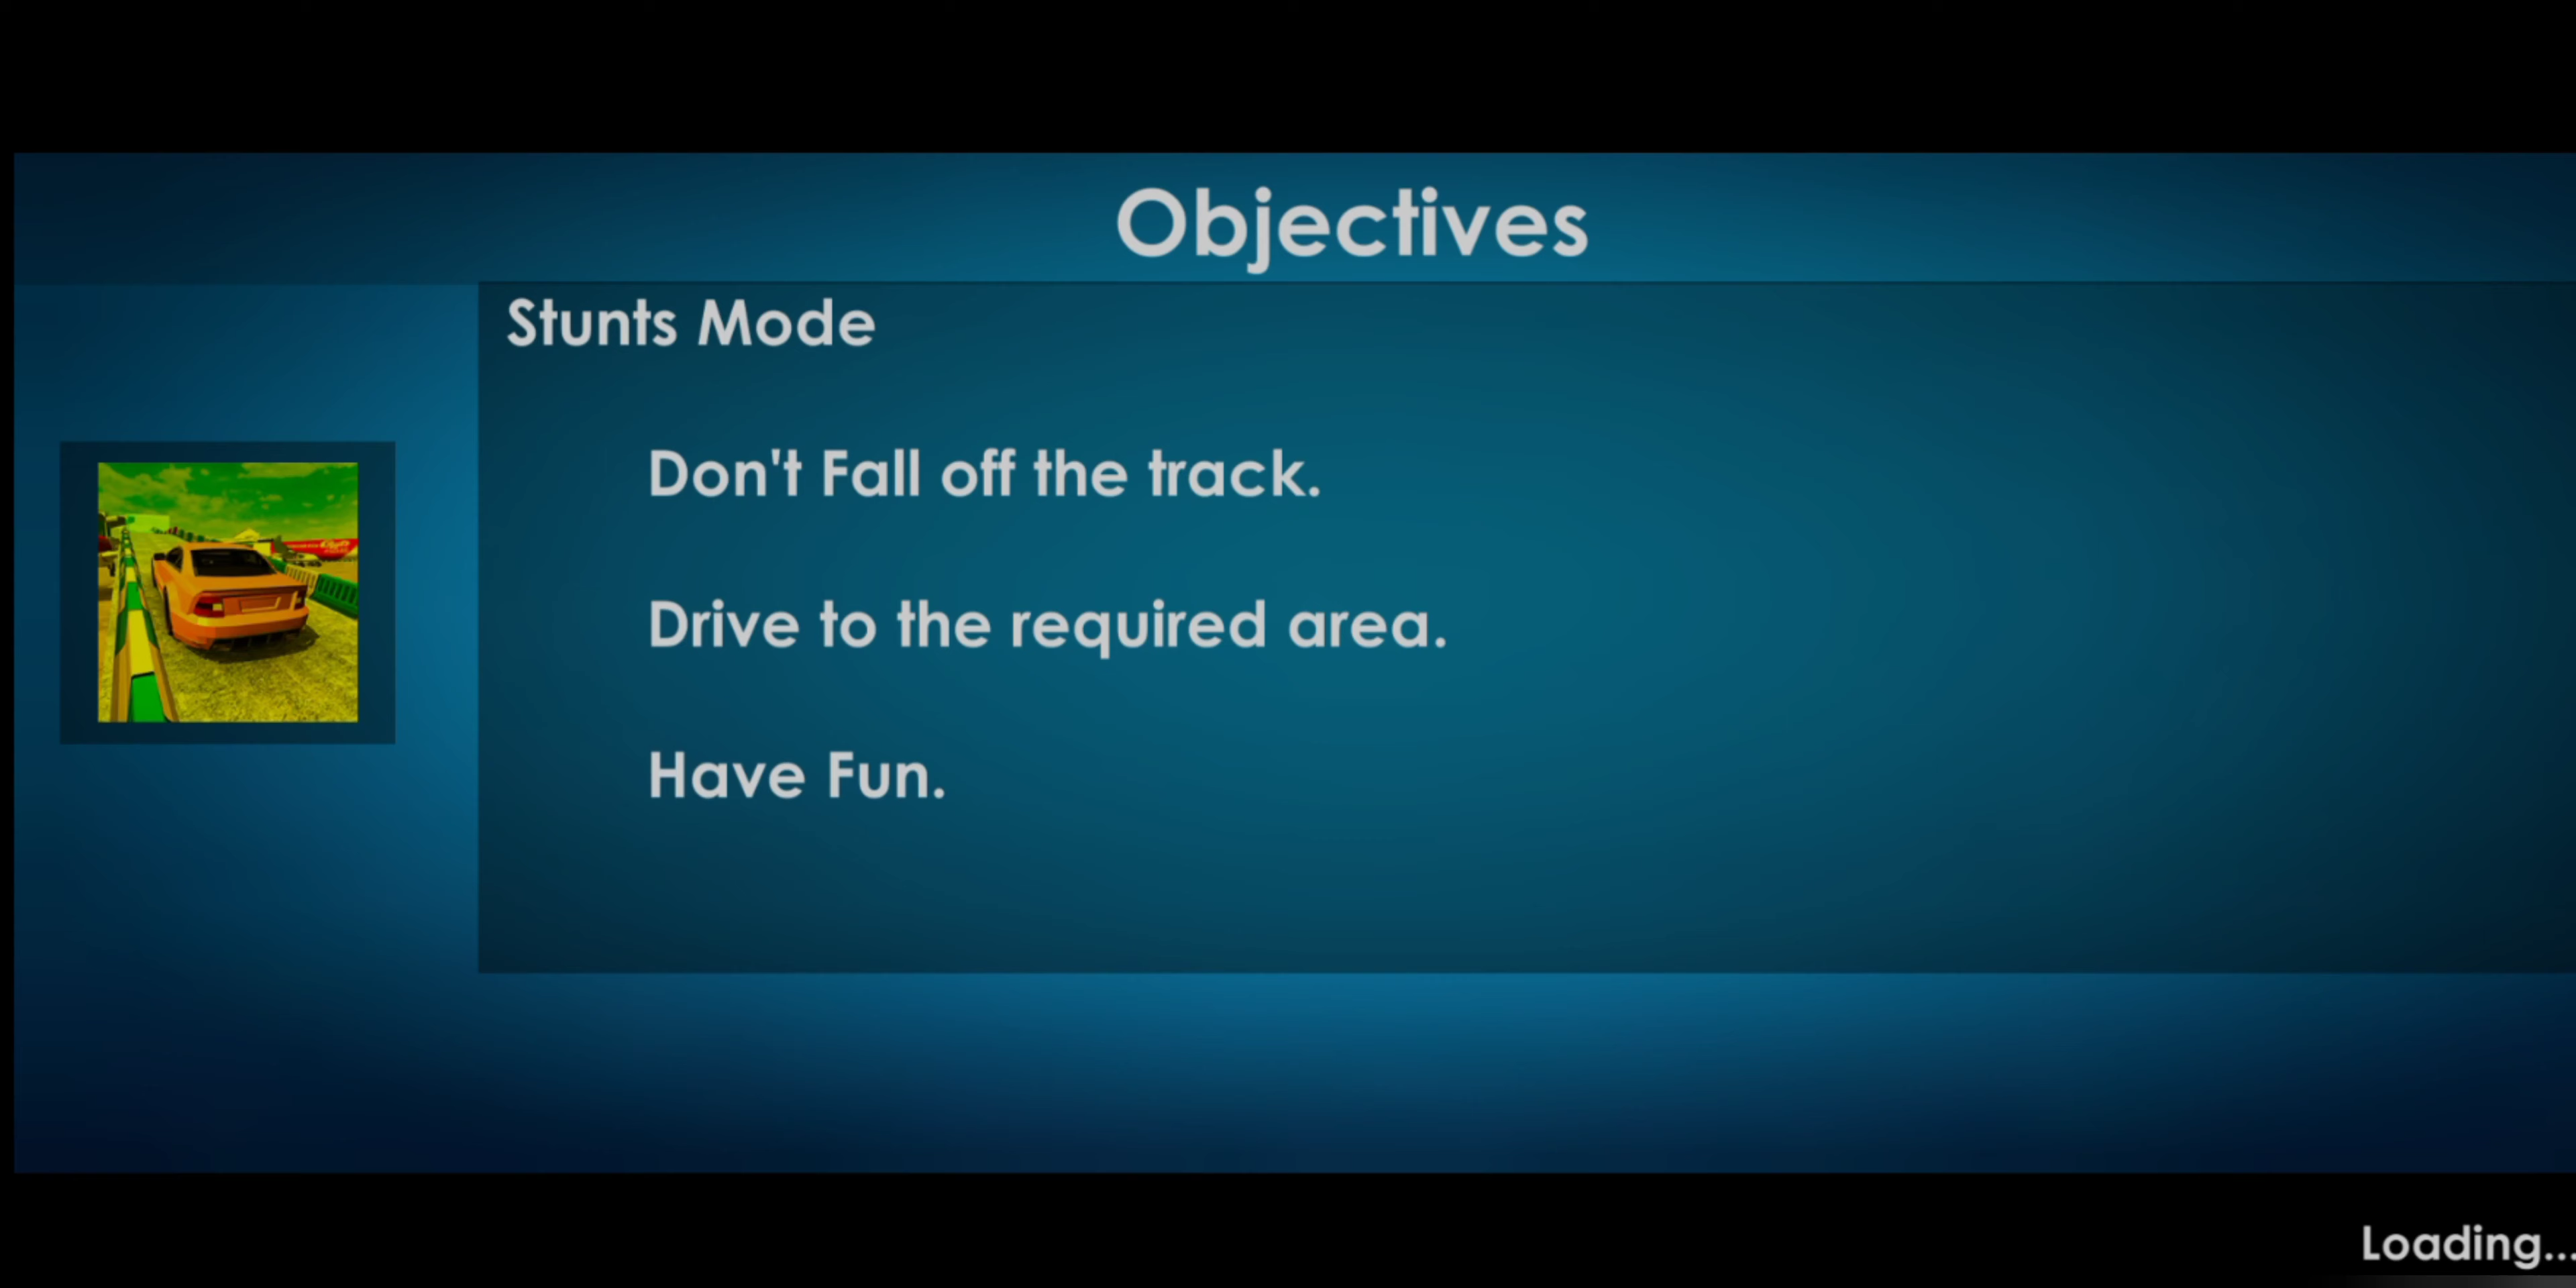 Objectives
Stunts Mode
Don't Fall off the track.
Drive to the required area.
Have Fun.
Loading...